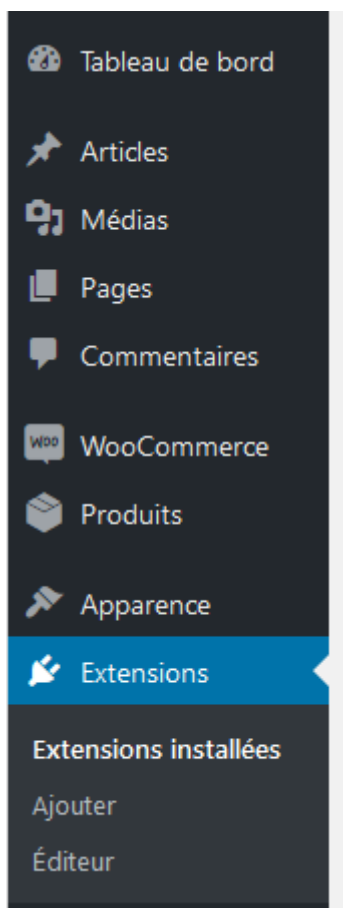 Tableau de bord
Articles
Médias
Pages
Commentaires
Woo WooCommerce
Produits
Apparence
Extensions
Extensions installées
Ajouter
Éditeur